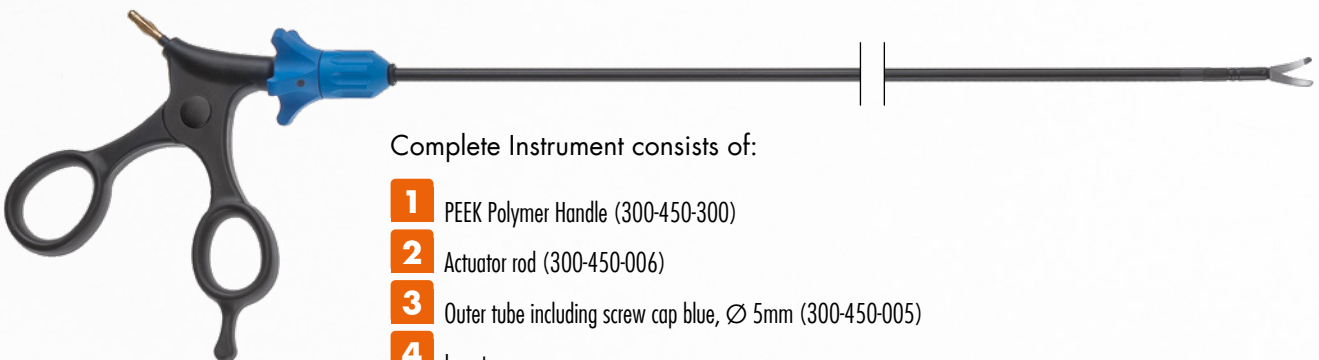 Complete Instrument consists of:
1 PEEK Polymer Handle (300-450-300)
2 Actuator rod (300-450-006)
3 Outer tube including screw cap blue, Ø 5mm (300-450-005)
4